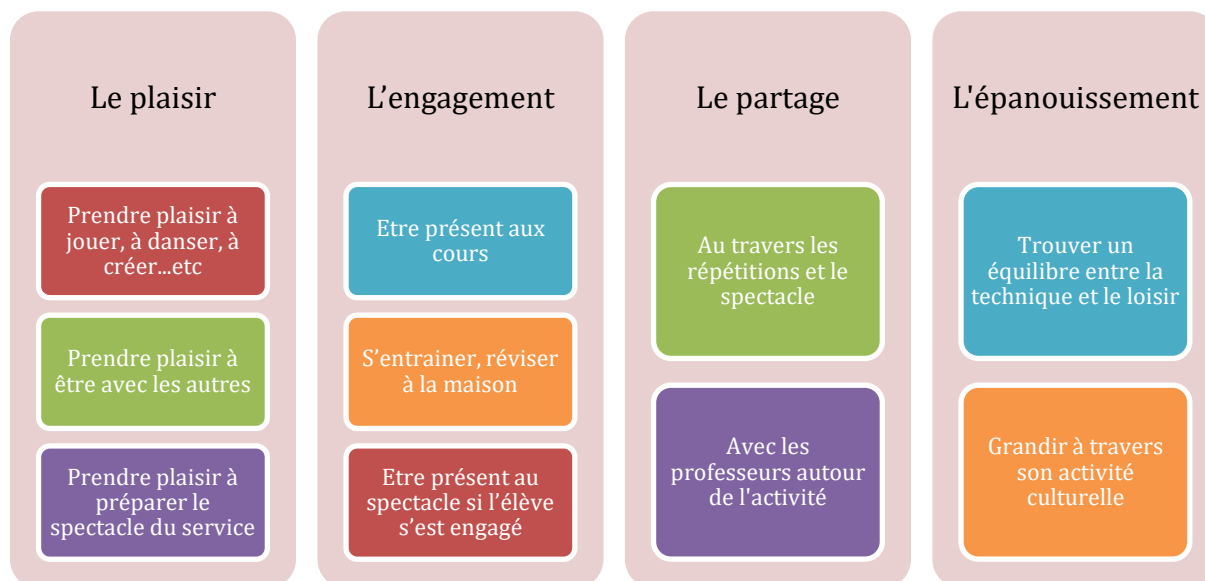 Le plaisir
Prendre plaisir à
jouer, à danser, à
créer...etc
Prendre plaisir à
être avec les autres
Prendre plaisir à
préparer le
spectacle du service
L’engagement
Etre présent aux
cours
S’entrainer, réviser
à la maison
Etre présent au
spectacle si l’élève
s’est engagé
Le partage
Au travers les
répétitions et le
spectacle
Avec les
professeurs autour
de l'activité
L'épanouissement
Trouver un
équilibre entre la
technique et le loisir
Grandir à travers
son activité
culturelle